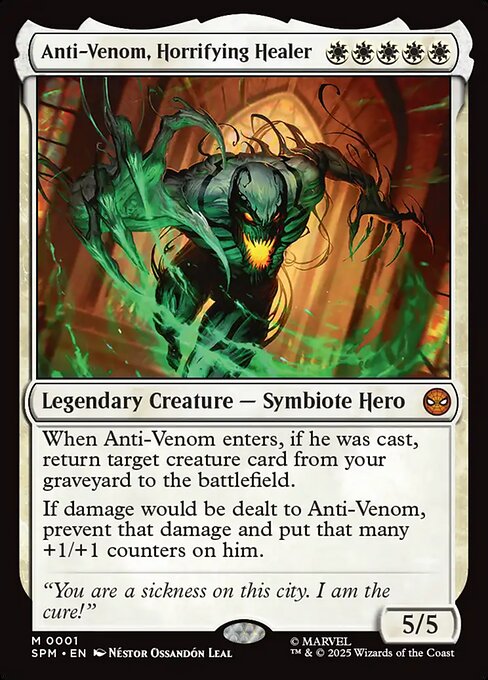 Anti-Venom, Horrifying Healer
Legendary Creature — Symbiote Hero
When Anti-Venom enters, if he was cast,
return target creature card from your
graveyard to the battlefield.
If damage would be dealt to Anti-Venom,
prevent that damage and put that many
+1/+1 counters on him.
“You are a sickness on this city. I am the
cure!”
5/5
M 0001
SPM • EN Néstor Ossandón Leal
© MARVEL
™ & © 2025 Wizards of the Coast